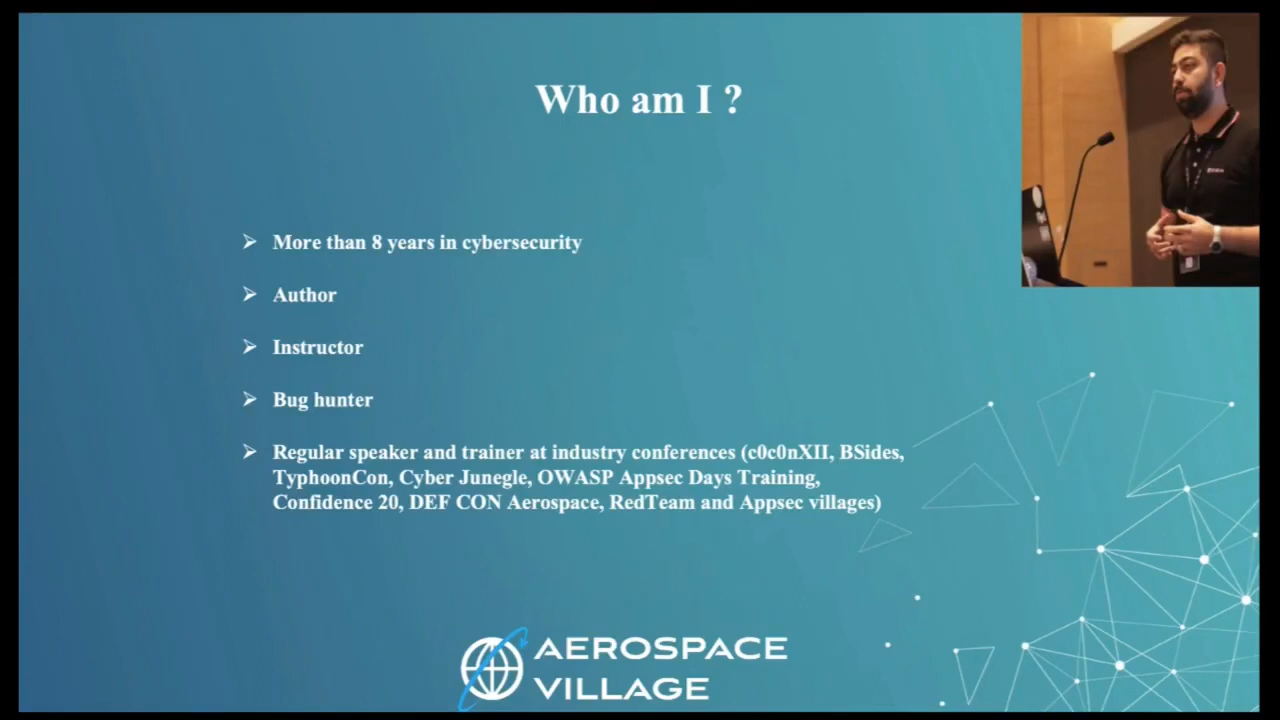 Who am I ?
More than 8 years in cybersecurity
Author
Instructor
Bug hunter
Regular speaker and trainer at industry conferences (c0c0nXII, BSides,
TyphoonCon, Cyber Junegle, OWASP Appsec Days Training,
Confidence 20, DEF CON Aerospace, RedTeam and Appsec villages)
AEROSPACE
VILLAGE